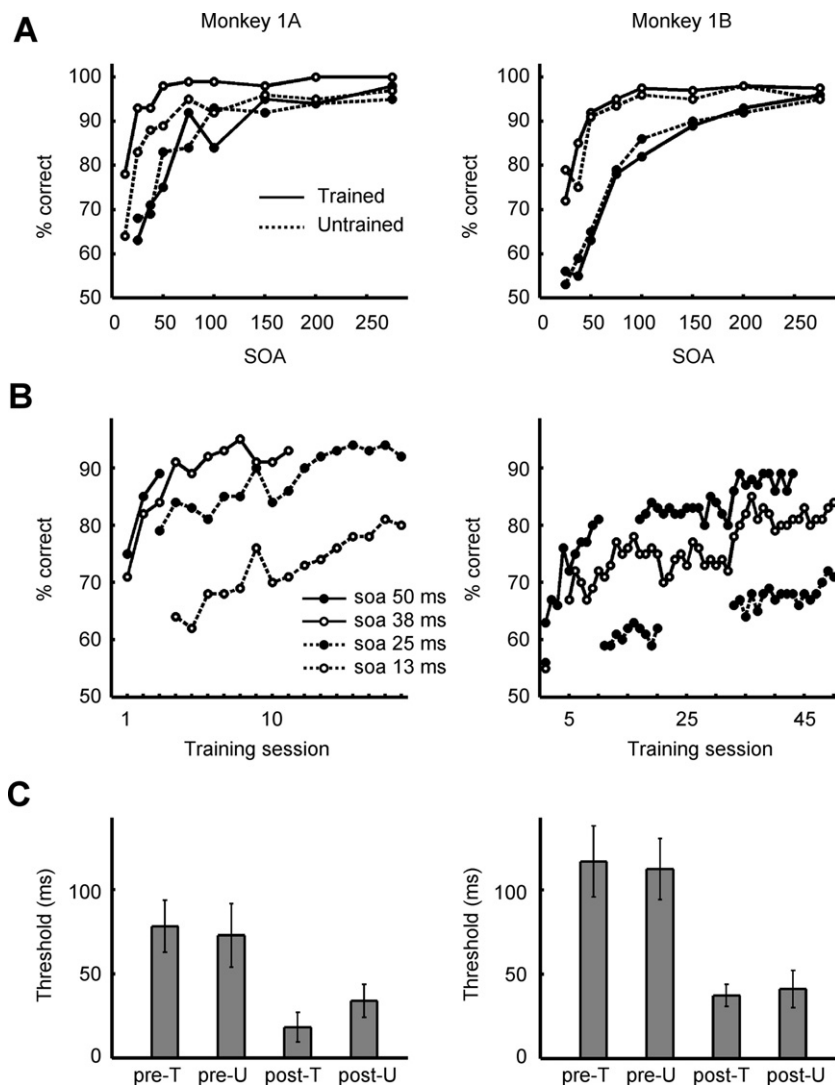 A
Monkey 1A
Monkey 1B
% correct
100
90
80
70
60
50
0 50 100 150 200 250
SOA
Trained
Untrained
% correct
100
90
80
70
60
50
0 50 100 150 200 250
SOA
B
% correct
90
80
70
60
50
1 10
Training session
soa 50 ms
soa 38 ms
soa 25 ms
soa 13 ms
% correct
90
80
70
60
50
5 25 45
Training session
C
Threshold (ms)
100
50
0
pre-T pre-U post-T post-U
Threshold (ms)
100
50
0
pre-T pre-U post-T post-U